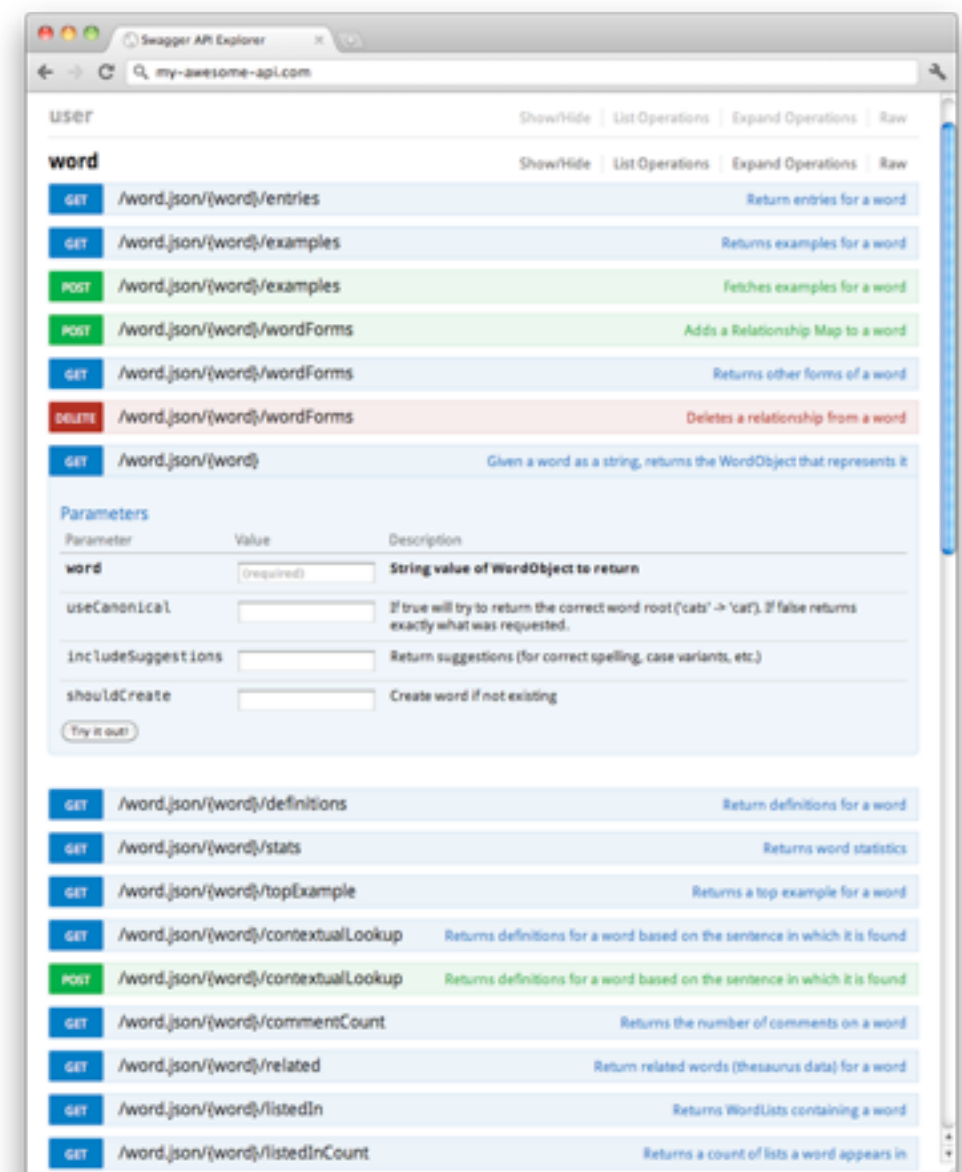 Swagger API Explorer
my-awesome-api.com
user Show/Hide List Operations Expand Operations Raw
word Show/Hide List Operations Expand Operations Raw
GET /word.json/{word}/entries Return entries for a word
GET /word.json/{word}/examples Returns examples for a word
POST /word.json/{word}/examples Fetches examples for a word
POST /word.json/{word}/wordForms Adds a Relationship Map to a word
GET /word.json/{word}/wordForms Returns other forms of a word
DELETE /word.json/{word}/wordForms Deletes a relationship from a word
GET /word.json/{word} Given a word as a string, returns the WordObject that represents it
Parameters
Parameter Value Description
word (required) String value of WordObject to return
useCanonical If true will try to return the correct word root ('cats' -> 'cat'). If false returns
exactly what was requested.
includeSuggestions Return suggestions (for correct spelling, case variants, etc.)
shouldCreate Create word if not existing
Try it out!
GET /word.json/{word}/definitions Return definitions for a word
GET /word.json/{word}/stats Returns word statistics
GET /word.json/{word}/topExample Returns a top example for a word
GET /word.json/{word}/contextualLookup Returns definitions for a word based on the sentence in which it is found
POST /word.json/{word}/contextualLookup Returns definitions for a word based on the sentence in which it is found
GET /word.json/{word}/commentCount Returns the number of comments on a word
GET /word.json/{word}/related Return related words (thesaurus data) for a word
GET /word.json/{word}/listedIn Returns WordLists containing a word
GET /word.json/{word}/listedInCount Returns a count of lists a word appears in